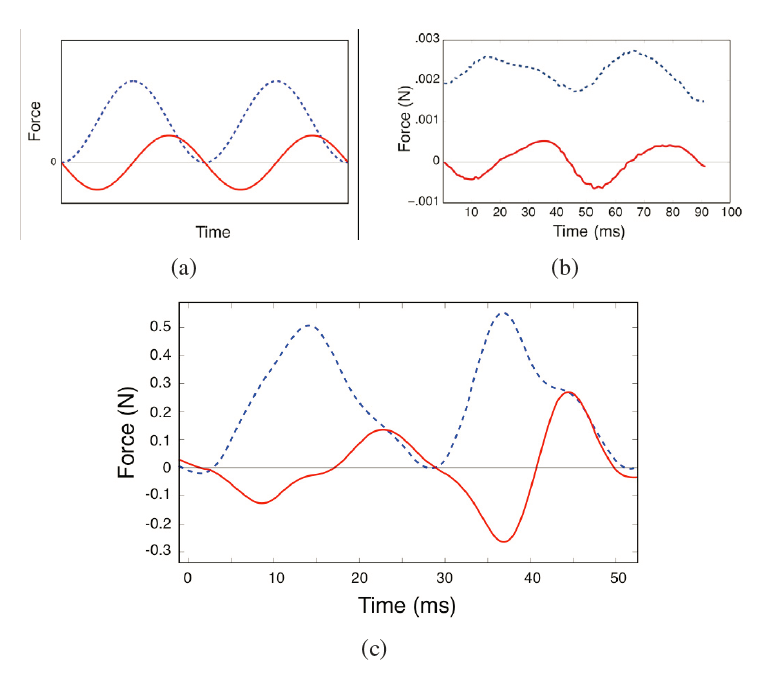 Force
0
Time
(a)
Force (N)
.003
.002
.001
0
−.001
10 20 30 40 50 60 70 80 90 100
Time (ms)
(b)
Force (N)
0.5
0.4
0.3
0.2
0.1
0
-0.1
-0.2
-0.3
0 10 20 30 40 50
Time (ms)
(c)